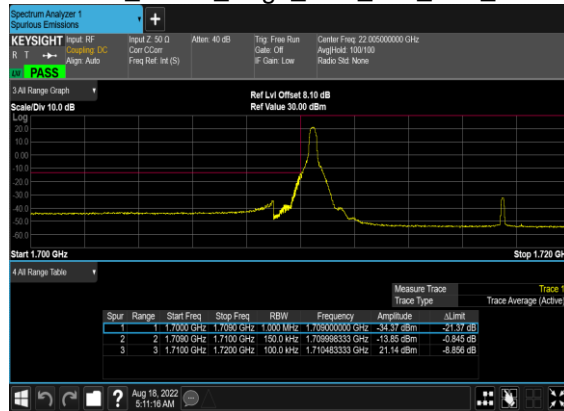 Spectrum Analyzer 1
Spurious Emissions
+
KEYSIGHT Input: RF Input Z: 50 Ω Atten: 40 dB Trig: Free Run Center Freq: 22.005000000 GHz
R T Coupling: DC Corr CCorr Gate: Off Avg|Hold: 100/100
Align: Auto Freq Ref: Int (S) IF Gain: Low Radio Std: None
PASS
3 All Range Graph Ref Lvl Offset 8.10 dB
Scale/Div 10.0 dB Ref Value 30.00 dBm
Log
20.0
10.0
0.00
-10.0
-20.0
-30.0
-40.0
-50.0
-60.0
Start 1.700 GHz Stop 1.720 GH
4 All Range Table
Measure Trace Trace 1
Trace Type Trace Average (Active)
Spur Range Start Freq Stop Freq RBW Frequency Amplitude ΔLimit
1 1 1.7000 GHz 1.7090 GHz 1.000 MHz 1.709000000 GHz -34.37 dBm -21.37 dB
2 2 1.7090 GHz 1.7100 GHz 150.0 kHz 1.709998333 GHz -13.85 dBm -0.845 dB
3 3 1.7100 GHz 1.7200 GHz 100.0 kHz 1.710483333 GHz 21.14 dBm -8.856 dB
? Aug 18, 2022
5:11:16 AM